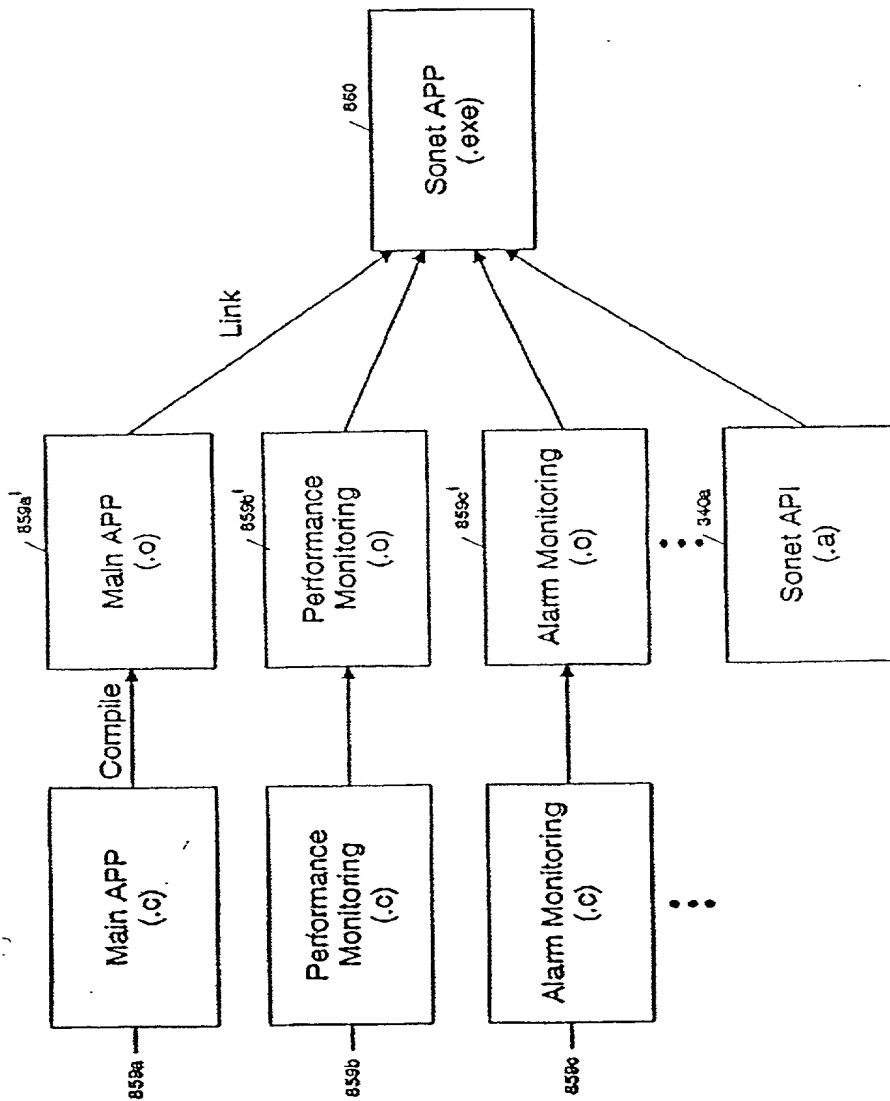 859a
Main APP
(.c)
Compile
859a'
Main APP
(.o)
Link
859b
Performance
Monitoring
(.c)
859b'
Performance
Monitoring
(.o)
859c
Alarm Monitoring
(.c)
859c'
Alarm Monitoring
(.o)
340a
Sonet API
(.a)
860
Sonet APP
(.exe)